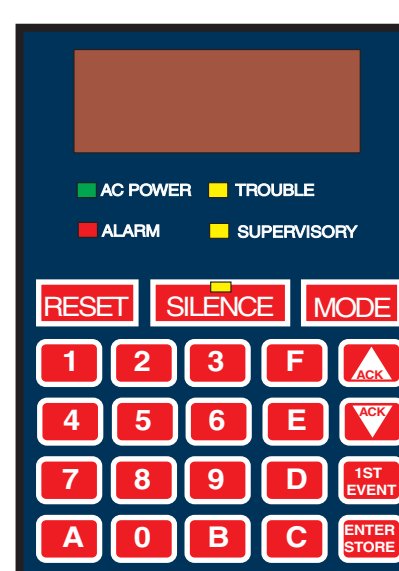 AC POWER TROUBLE
ALARM SUPERVISORY
RESET SILENCE MODE
1 2 3 F ACK
4 5 6 E ACK
7 8 9 D 1ST EVENT
A 0 B C ENTER STORE